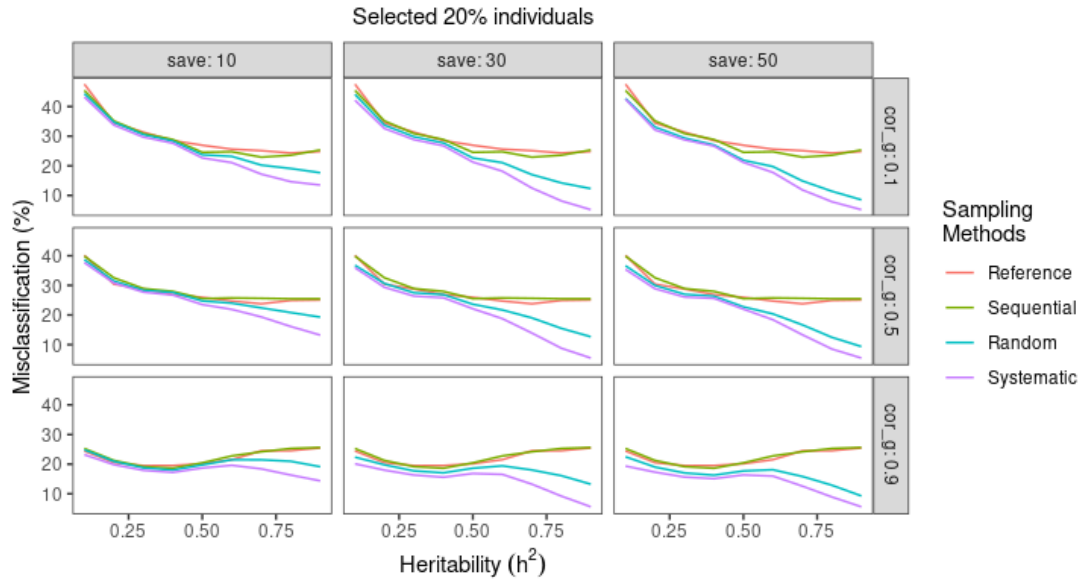 Selected 20% individuals
save: 10
save: 30
save: 50
40
30
20
10
cor_g: 0.1
40
30
20
10
cor_g: 0.5
40
30
20
10
cor_g: 0.9
Misclassification (%)
0.25 0.50 0.75
0.25 0.50 0.75
0.25 0.50 0.75
Heritability (h²)
Sampling
Methods
Reference
Sequential
Random
Systematic